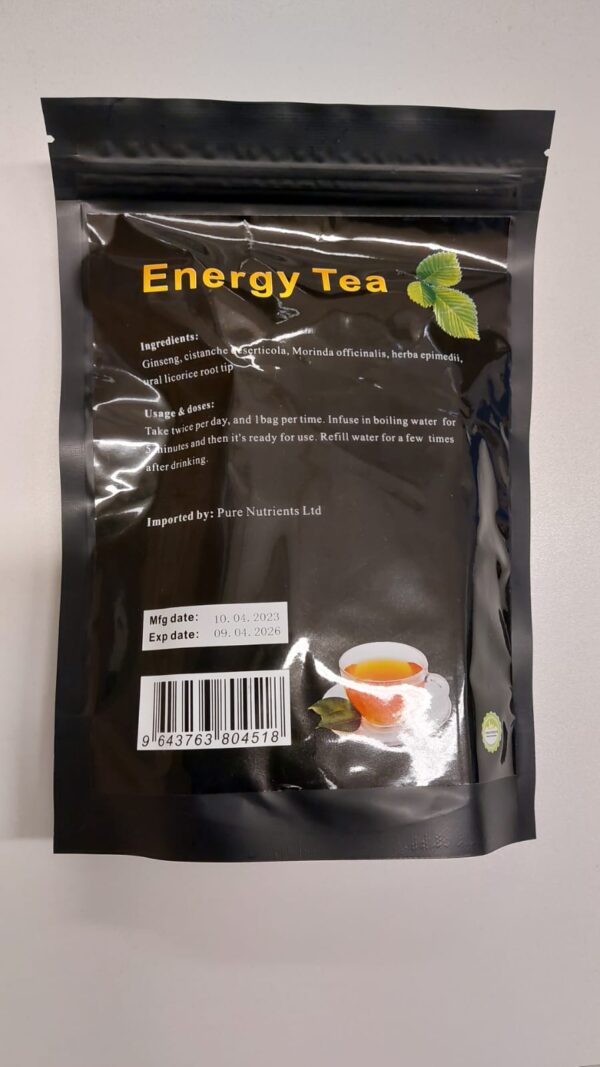 Energy Tea
Ingredients:
Ginseng, cistanche deserticola, Morinda officinalis, herba epimedii,
ural licorice root tip
Usage & doses:
Take twice per day, and 1bag per time. Infuse in boiling water for
5 minutes and then it's ready for use. Refill water for a few times
after drinking.
Imported by: Pure Nutrients Ltd
Mfg date: 10.04.2023
Exp date: 09.04.2026
9 643763 804518